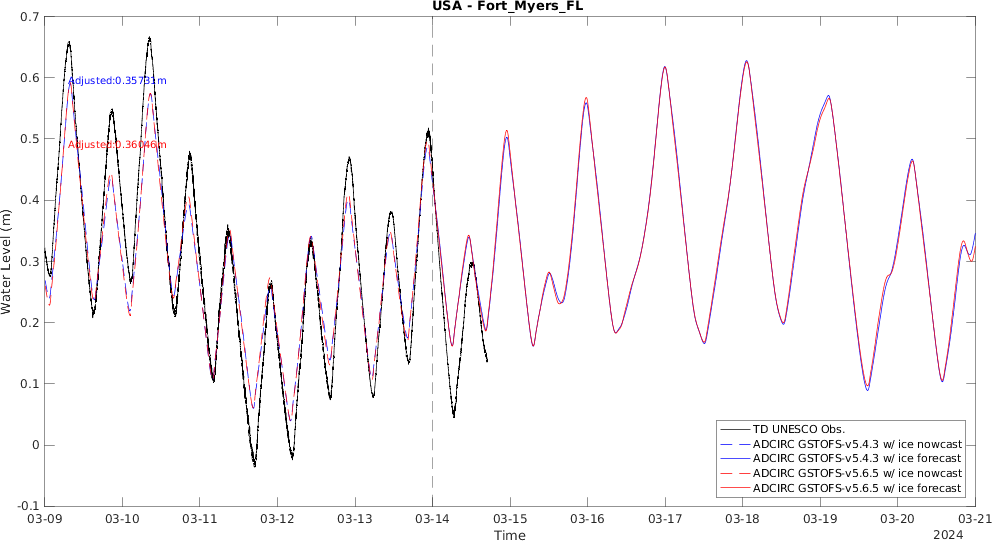 USA - Fort_Myers_FL
0.7
0.6
0.5
0.4
0.3
0.2
0.1
0
-0.1
Water Level (m)
Adjusted:0.35731m
Adjusted:0.36046m
TD UNESCO Obs.
ADCIRC GSTOFS-v5.4.3 w/ ice nowcast
ADCIRC GSTOFS-v5.4.3 w/ ice forecast
ADCIRC GSTOFS-v5.6.5 w/ ice nowcast
ADCIRC GSTOFS-v5.6.5 w/ ice forecast
03-09 03-10 03-11 03-12 03-13 03-14 03-15 03-16 03-17 03-18 03-19 03-20 03-21
Time
2024